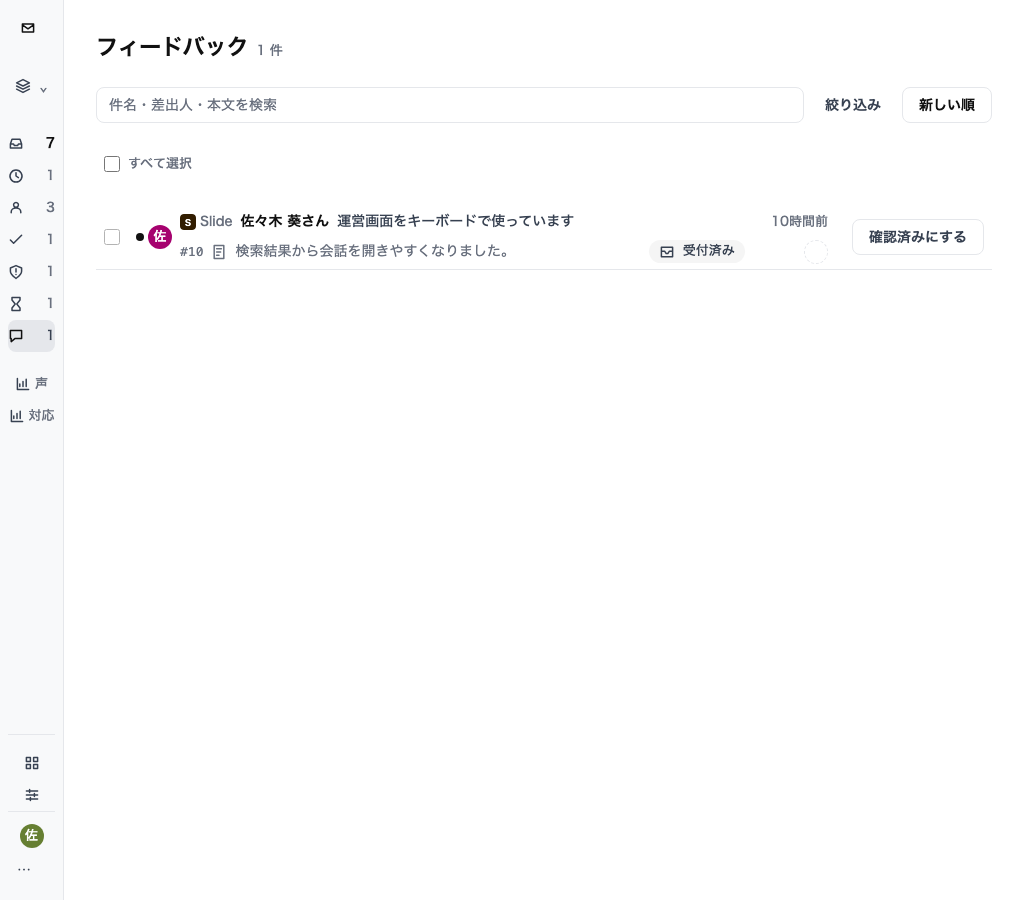 フィードバック 1 件
件名・差出人・本文を検索
絞り込み
新しい順
すべて選択
7
1
3
1
1
1
1
声
対応
佐
S Slide 佐々木 葵さん 運営画面をキーボードで使っています
10時間前
#10 検索結果から会話を開きやすくなりました。
受付済み
確認済みにする
佐
…